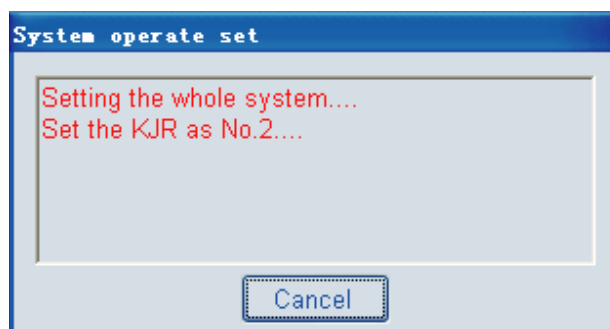 System operate set
Setting the whole system....
Set the KJR as No.2....
Cancel